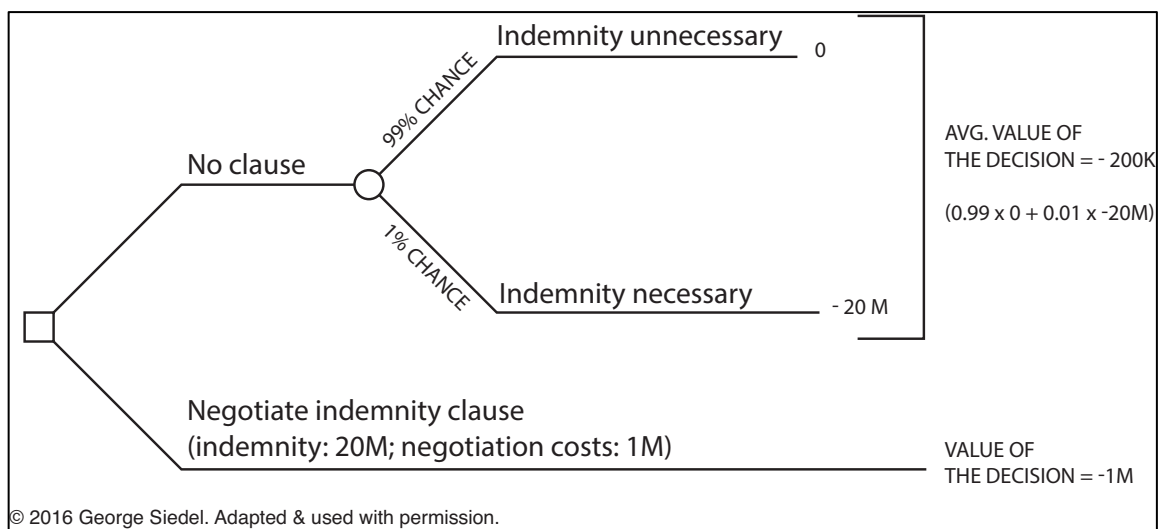 Indemnity unnecessary
0
99% CHANCE
No clause
1% CHANCE
Indemnity necessary
- 20 M
AVG. VALUE OF
THE DECISION = - 200K
(0.99 x 0 + 0.01 x -20M)
Negotiate indemnity clause
(indemnity: 20M; negotiation costs: 1M)
VALUE OF
THE DECISION = -1M
© 2016 George Siedel. Adapted & used with permission.